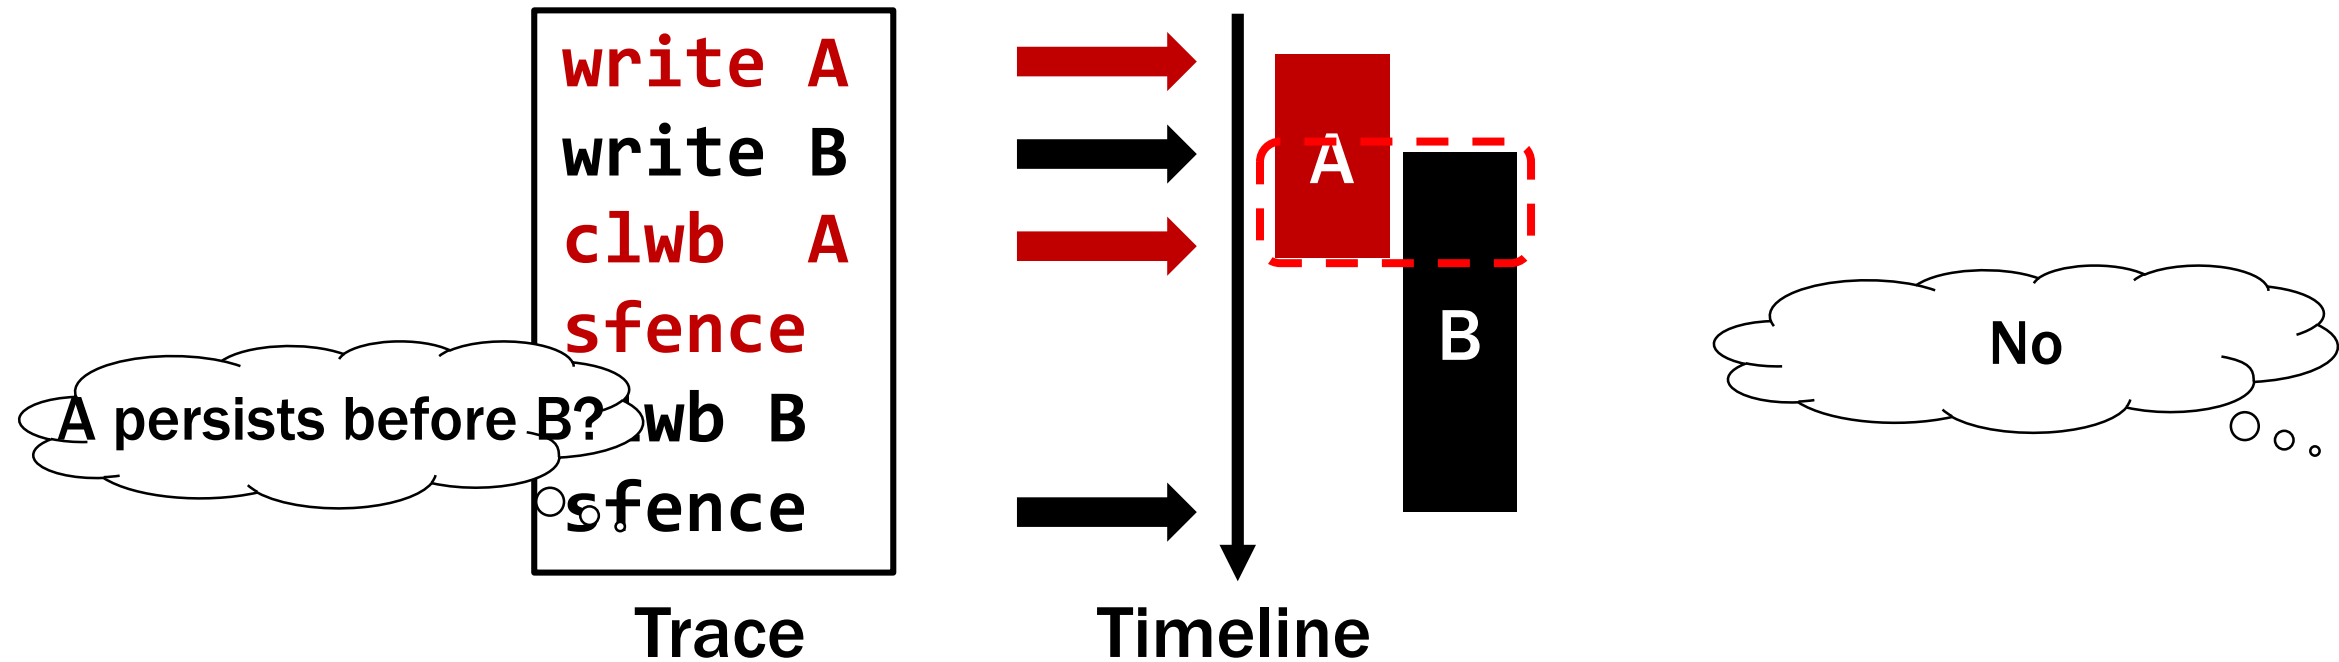 write A
write B
clwb A
sfence
wb B
sfence
A persists before B?
Trace
A
B
Timeline
No